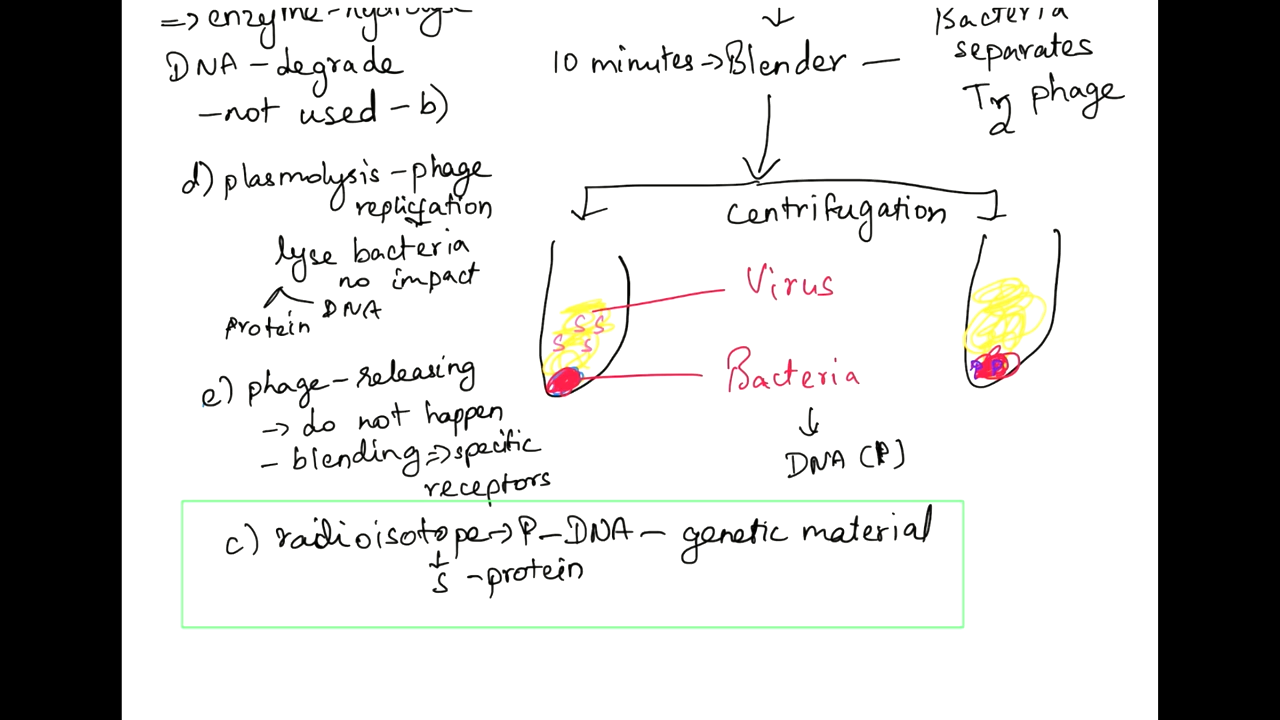 => enzyme - hydrolyse
DNA - degrade
- not used - b)
d) plasmolysis - phage
replication
lyse bacteria
no impact
protein DNA
e) phage - releasing
-> do not happen
- blending => specific
receptors
10 minutes -> Blender -
Bacteria
separates
T2 phage
Centrifugation
S S
S S
Virus
P P
Bacteria
DNA (P)
c) radioisotope -> P - DNA - genetic material
S - protein